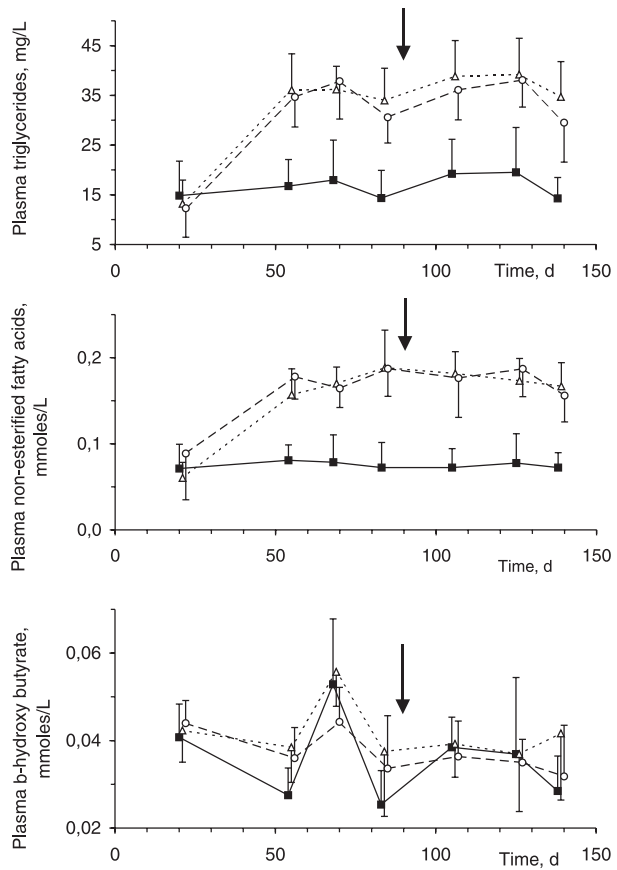 Plasma triglycerides, mg/L
45
35
25
15
5
0
50
100
Time, d
150
Plasma non-esterified fatty acids,
mmoles/L
0,2
0,1
0,0
0
50
100
150
Time, d
Plasma b-hydroxy butyrate,
mmoles/L
0,06
0,04
0,02
0
50
100
Time, d
150